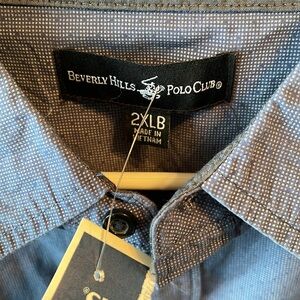 BEVERLY HILLS POLO CLUB®
2XLB
MADE IN
VIETNAM